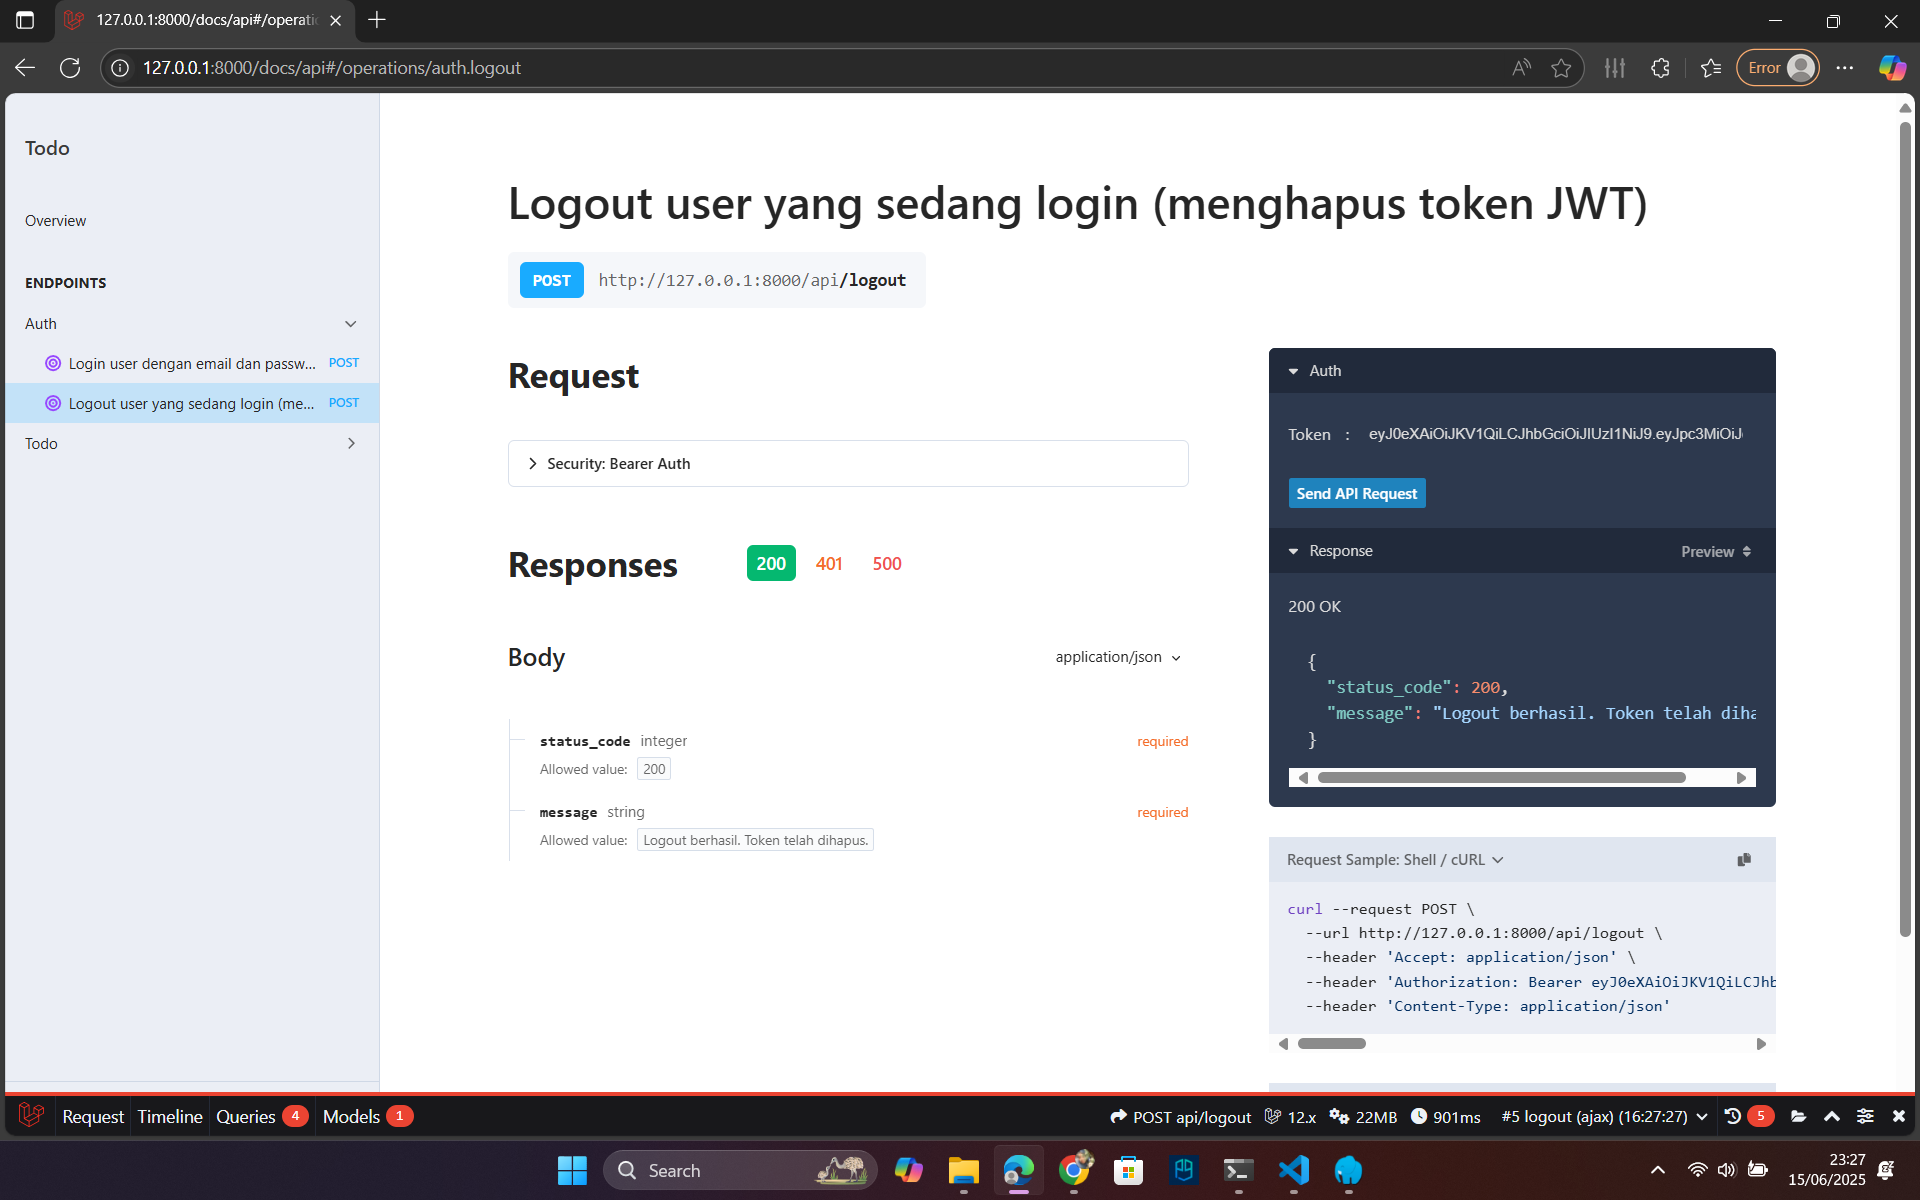 127.0.0.1:8000/docs/api#/operati
127.0.0.1:8000/docs/api#/operations/auth.logout
Error
Todo
Overview
ENDPOINTS
Auth
Login user dengan email dan passw... POST
Logout user yang sedang login (me... POST
Todo
Logout user yang sedang login (menghapus token JWT)
POST http://127.0.0.1:8000/api/logout
Request
Security: Bearer Auth
Responses 200 401 500
Body application/json
status_code integer required
Allowed value: 200
message string required
Allowed value: Logout berhasil. Token telah dihapus.
Auth
Token : eyJ0eXAiOiJKV1QiLCJhbGciOiJIUzI1NiJ9.eyJpc3MiOiJ
Send API Request
Response Preview
200 OK
{
"status_code": 200,
"message": "Logout berhasil. Token telah diha
}
Request Sample: Shell / cURL
curl --request POST \
--url http://127.0.0.1:8000/api/logout \
--header 'Accept: application/json' \
--header 'Authorization: Bearer eyJ0eXAiOiJKV1QiLCJhb
--header 'Content-Type: application/json'
Request Timeline Queries 4 Models 1 POST api/logout 12.x 22MB 901ms #5 logout (ajax) (16:27:27) 5
Search
23:27
15/06/2025